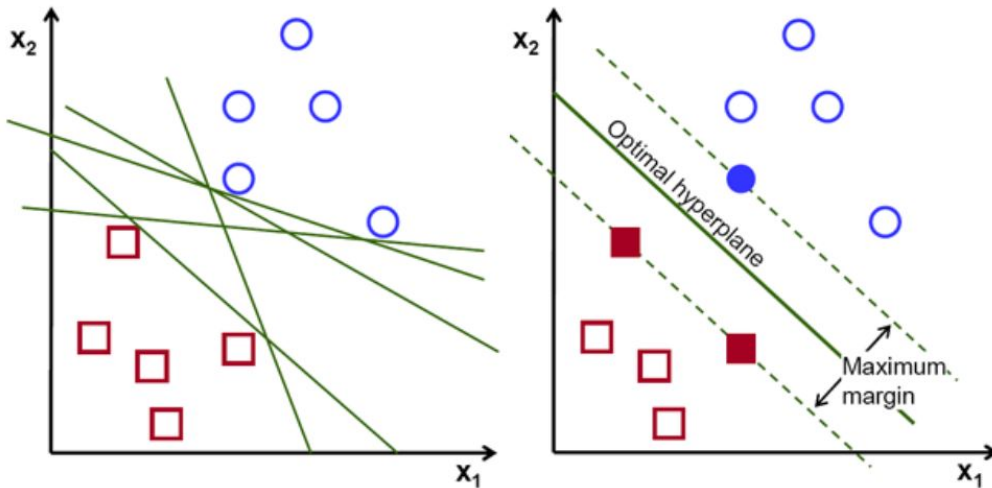 X₂
X₁
X₂
Optimal hyperplane
Maximum
margin
X₁